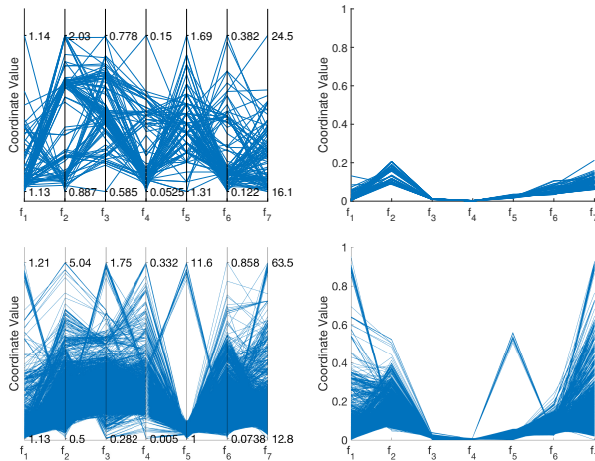 1
1.14 2.03 0.778 0.15 1.69 0.382 24.5
0.8
0.6
0.4
0.2
0
Coordinate Value
Coordinate Value
1.13 0.887 0.585 0.0525 1.31 0.122 16.1
f1 f2 f3 f4 f5 f6 f7
f1 f2 f3 f4 f5 f6 f7
1
1.21 5.04 1.75 0.332 11.6 0.858 63.5
0.8
0.6
0.4
0.2
0
Coordinate Value
Coordinate Value
1.13 0.5 0.282 0.005 1 0.0738 12.8
f1 f2 f3 f4 f5 f6 f7
f1 f2 f3 f4 f5 f6 f7